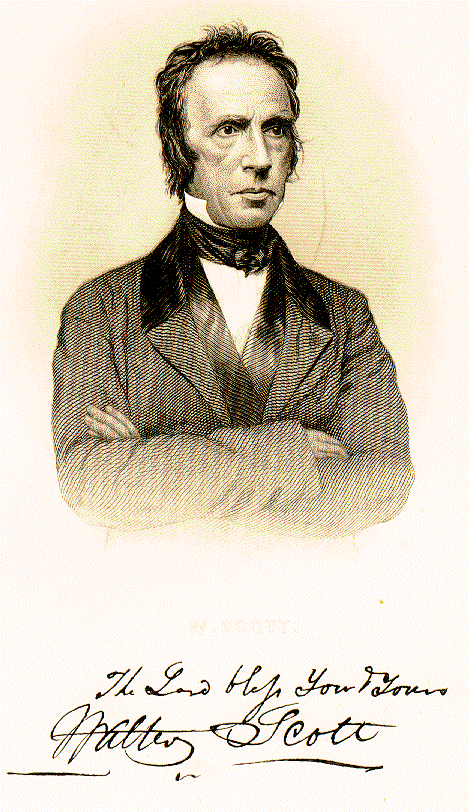 W. SCOTT.
The Lord bless You & Yours
Walter Scott